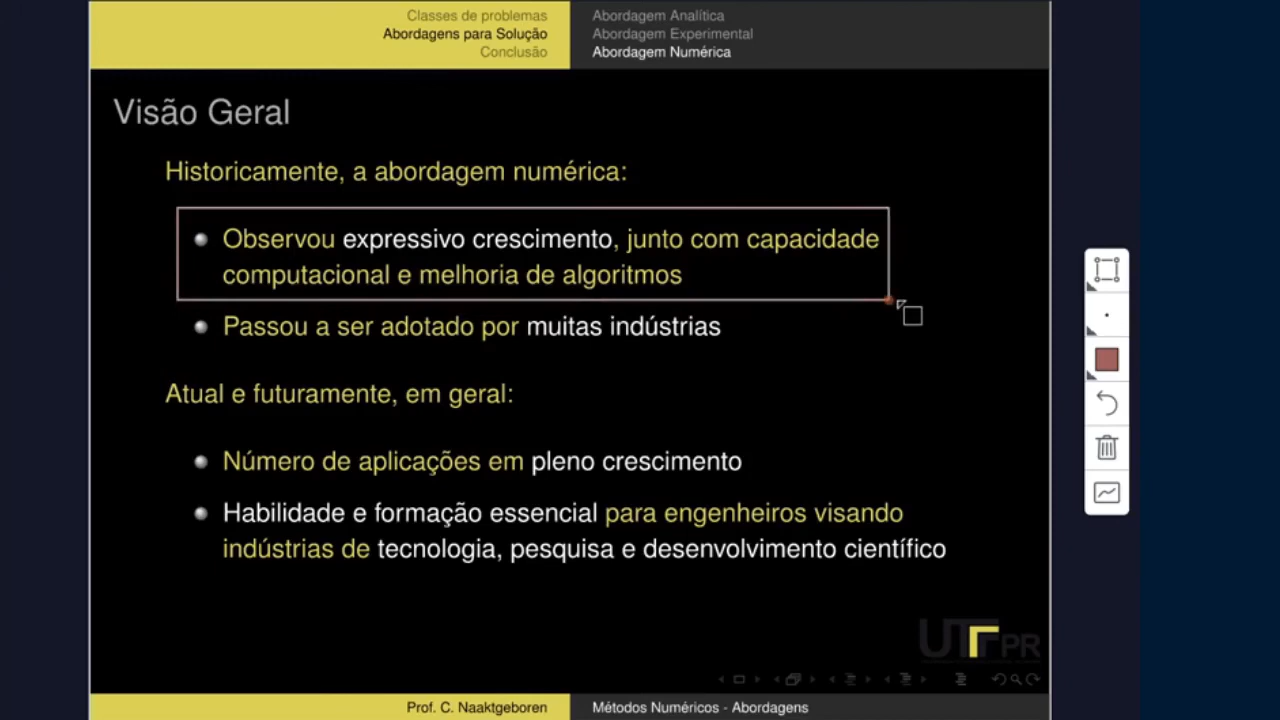 Classes de problemas
Abordagens para Solução
Conclusão
Abordagem Analítica
Abordagem Experimental
Abordagem Numérica
Visão Geral
Historicamente, a abordagem numérica:
Observou expressivo crescimento, junto com capacidade
computacional e melhoria de algoritmos
Passou a ser adotado por muitas indústrias
Atual e futuramente, em geral:
Número de aplicações em pleno crescimento
Habilidade e formação essencial para engenheiros visando
indústrias de tecnologia, pesquisa e desenvolvimento científico
UTFPR
Prof. C. Naaktgeboren
Métodos Numéricos - Abordagens